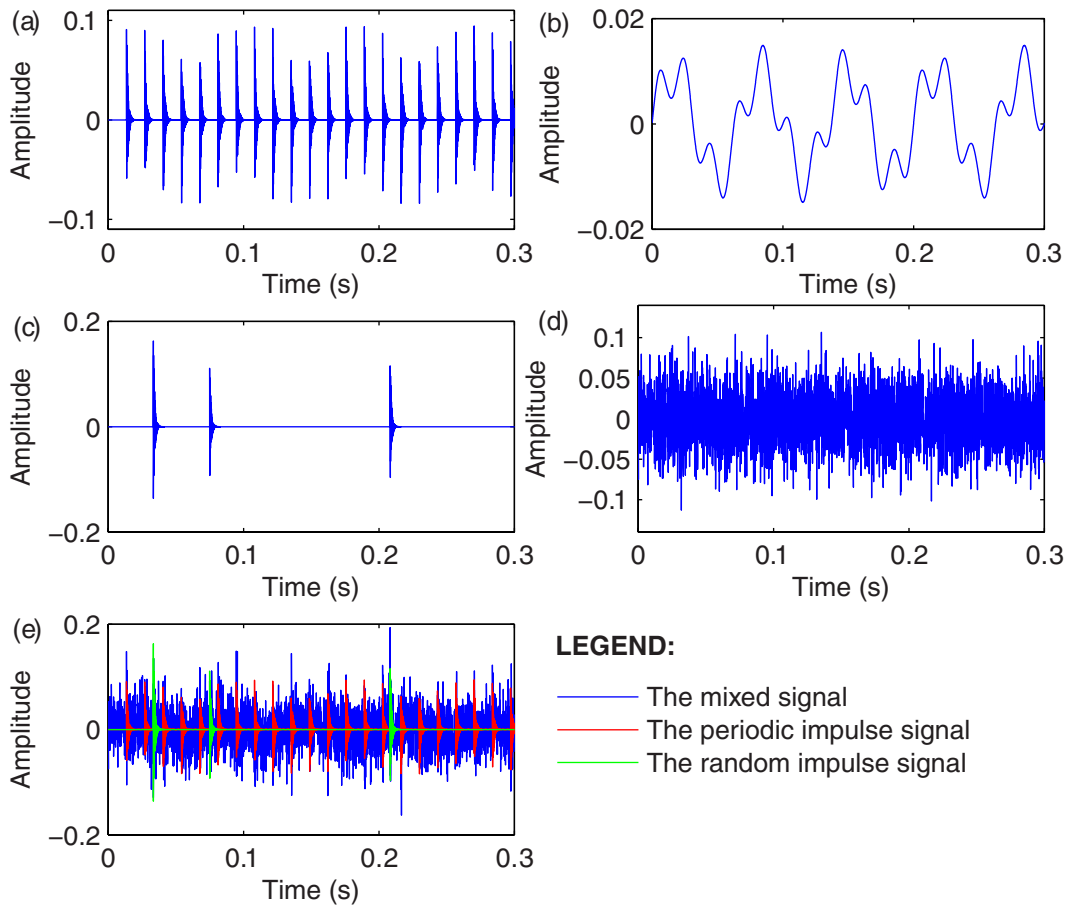 (a)
0.1
0
−0.1
Amplitude
0 0.1 0.2 0.3
Time (s)
(b)
0.02
0
−0.02
Amplitude
0 0.1 0.2 0.3
Time (s)
(c)
0.2
0
−0.2
Amplitude
0 0.1 0.2 0.3
Time (s)
(d)
0.1
0.05
0
−0.05
−0.1
Amplitude
0 0.1 0.2 0.3
Time (s)
(e)
0.2
0
−0.2
Amplitude
0 0.1 0.2 0.3
Time (s)
LEGEND:
The mixed signal
The periodic impulse signal
The random impulse signal